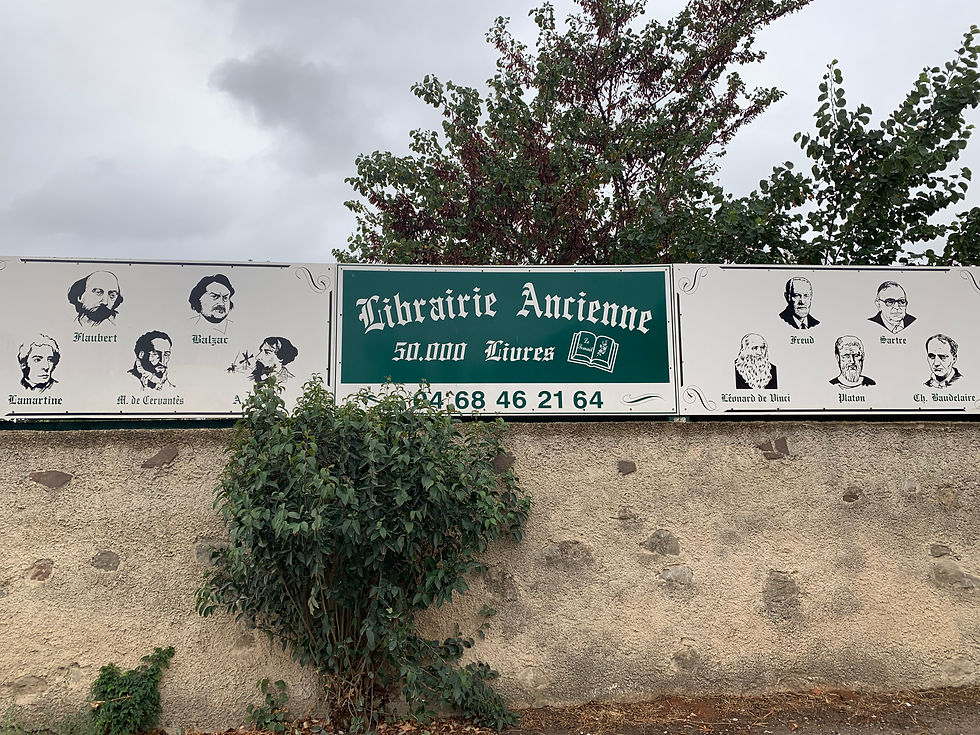 Flaubert
Balzac
Lamartine
M. de Cervantès
Librairie Ancienne
50.000 Livres
04 68 46 21 64
Freud
Sartre
Léonard de Vinci
Platon
Ch. Baudelaire